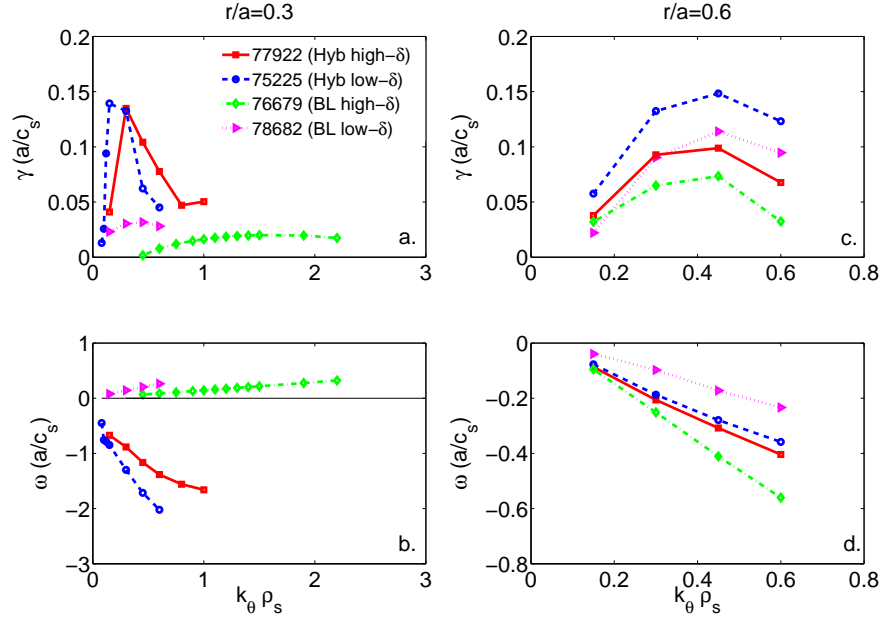 r/a=0.3
0.2
0.15
0.1
0.05
0
γ (a/c_s)
77922 (Hyb high−δ)
75225 (Hyb low−δ)
76679 (BL high−δ)
78682 (BL low−δ)
a.
0 1 2 3
r/a=0.6
0.2
0.15
0.1
0.05
0
γ (a/c_s)
c.
0 0.2 0.4 0.6 0.8
1
0
−1
−2
−3
ω (a/c_s)
b.
0 1 2 3
k_θ ρ_s
0
−0.2
−0.4
−0.6
−0.8
ω (a/c_s)
d.
0 0.2 0.4 0.6 0.8
k_θ ρ_s